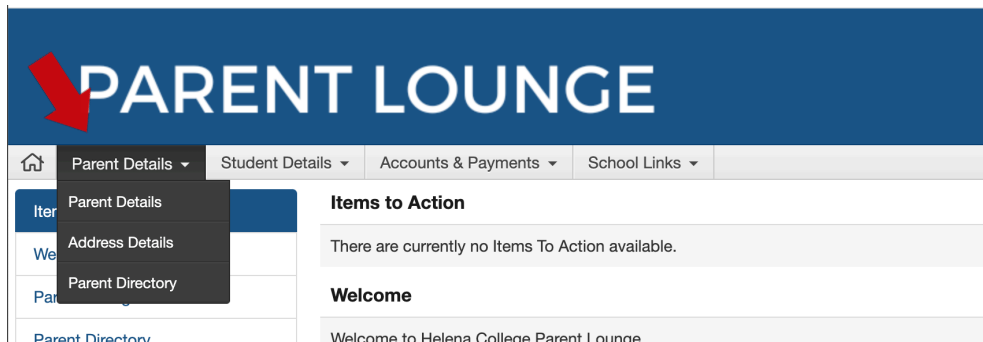 PARENT LOUNGE
Parent Details
Student Details
Accounts & Payments
School Links
Parent Details
Address Details
Parent Directory
Items to Action
There are currently no Items To Action available.
Welcome
Welcome to Helena College Parent Lounge
Parent Directory